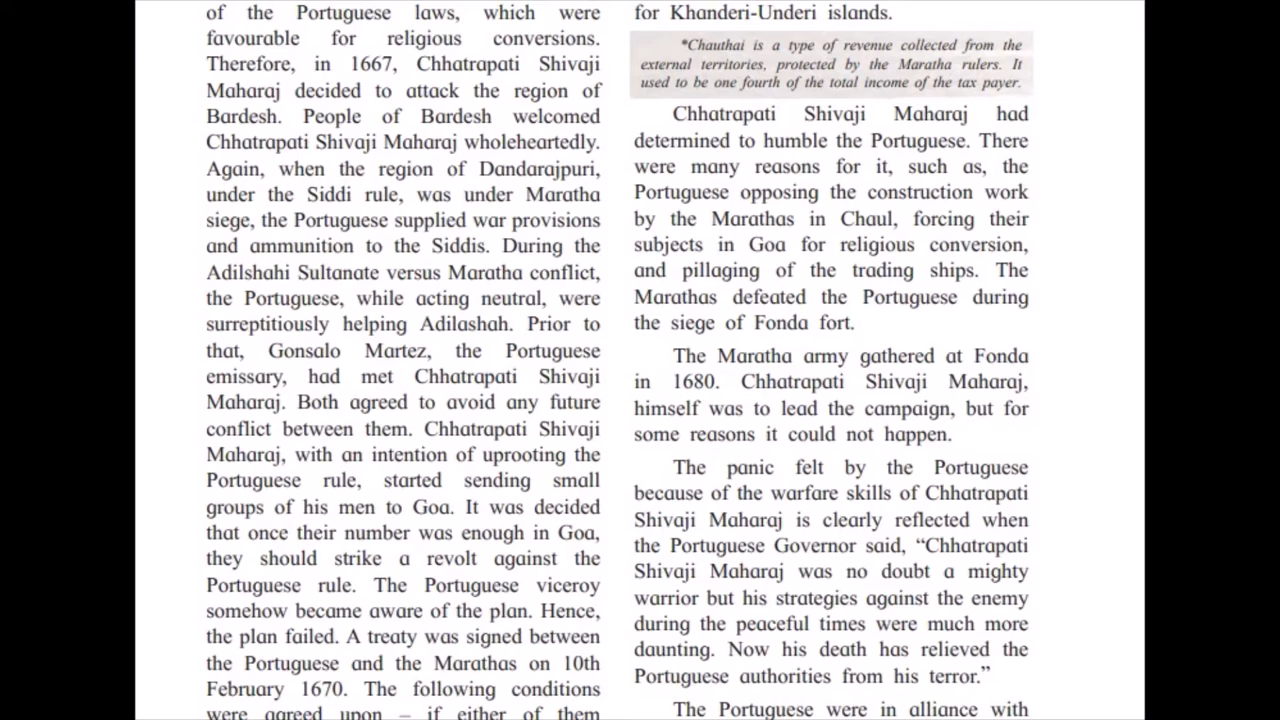 of the Portuguese laws, which were
favourable for religious conversions.
Therefore, in 1667, Chhatrapati Shivaji
Maharaj decided to attack the region of
Bardesh. People of Bardesh welcomed
Chhatrapati Shivaji Maharaj wholeheartedly.
Again, when the region of Dandarajpuri,
under the Siddi rule, was under Maratha
siege, the Portuguese supplied war provisions
and ammunition to the Siddis. During the
Adilshahi Sultanate versus Maratha conflict,
the Portuguese, while acting neutral, were
surreptitiously helping Adilashah. Prior to
that, Gonsalo Martez, the Portuguese
emissary, had met Chhatrapati Shivaji
Maharaj. Both agreed to avoid any future
conflict between them. Chhatrapati Shivaji
Maharaj, with an intention of uprooting the
Portuguese rule, started sending small
groups of his men to Goa. It was decided
that once their number was enough in Goa,
they should strike a revolt against the
Portuguese rule. The Portuguese viceroy
somehow became aware of the plan. Hence,
the plan failed. A treaty was signed between
the Portuguese and the Marathas on 10th
February 1670. The following conditions
were agreed upon – if either of them
for Khanderi-Underi islands.
*Chauthai is a type of revenue collected from the
external territories, protected by the Maratha rulers. It
used to be one fourth of the total income of the tax payer.
Chhatrapati Shivaji Maharaj had
determined to humble the Portuguese. There
were many reasons for it, such as, the
Portuguese opposing the construction work
by the Marathas in Chaul, forcing their
subjects in Goa for religious conversion,
and pillaging of the trading ships. The
Marathas defeated the Portuguese during
the siege of Fonda fort.
The Maratha army gathered at Fonda
in 1680. Chhatrapati Shivaji Maharaj,
himself was to lead the campaign, but for
some reasons it could not happen.
The panic felt by the Portuguese
because of the warfare skills of Chhatrapati
Shivaji Maharaj is clearly reflected when
the Portuguese Governor said, “Chhatrapati
Shivaji Maharaj was no doubt a mighty
warrior but his strategies against the enemy
during the peaceful times were much more
daunting. Now his death has relieved the
Portuguese authorities from his terror.”
The Portuguese were in alliance with